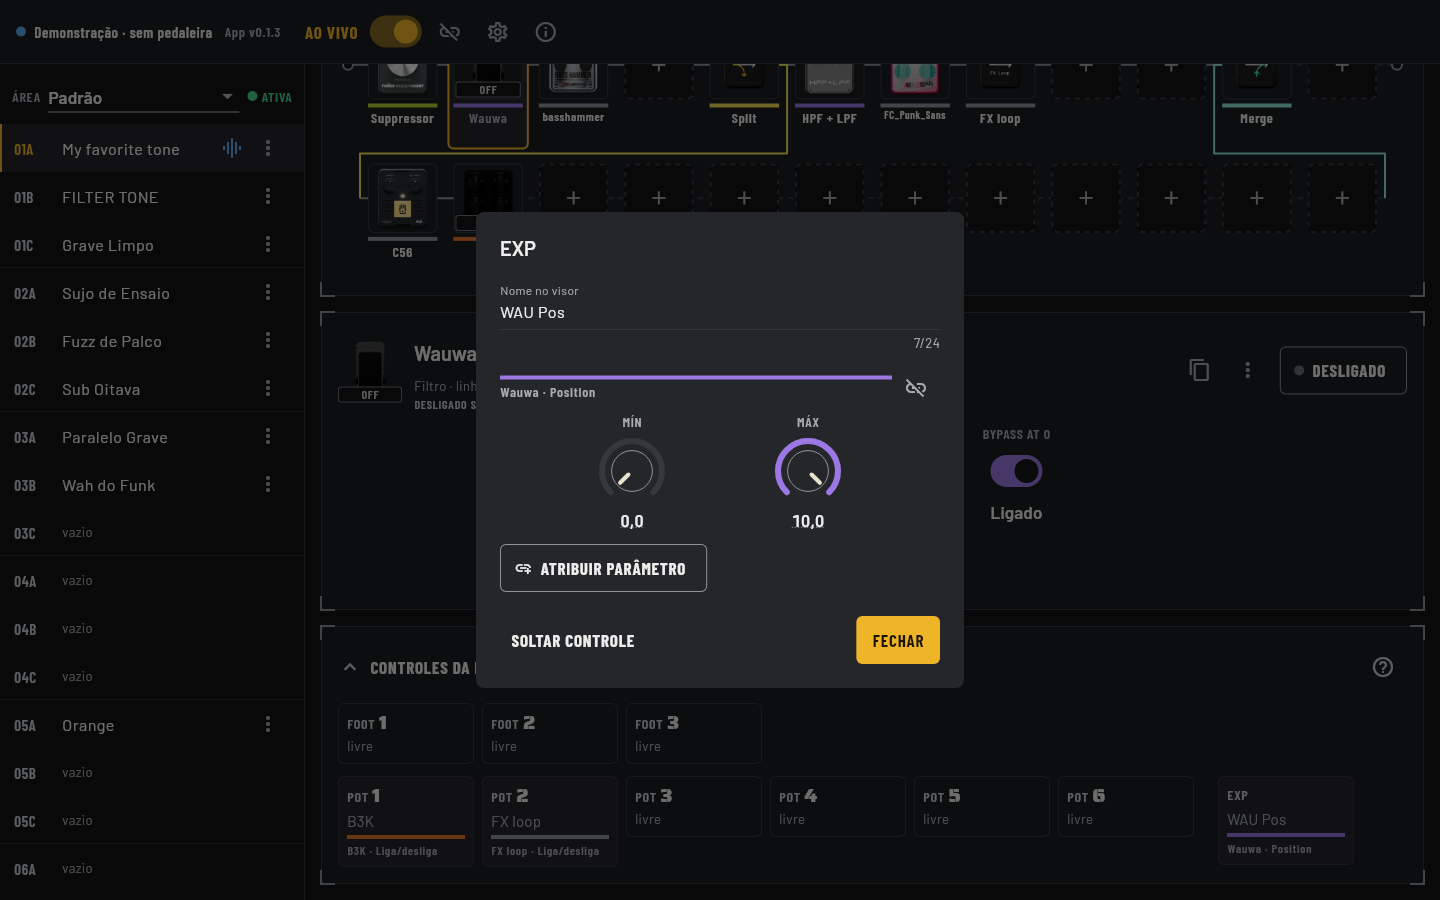 Demonstração · sem pedaleira App v0.1.3 AO VIVO
ÁREA Padrão ATIVA
01A My favorite tone
01B FILTER TONE
01C Grave Limpo
02A Sujo de Ensaio
02B Fuzz de Palco
02C Sub Oitava
03A Paralelo Grave
03B Wah do Funk
03C vazio
04A vazio
04B vazio
04C vazio
05A Orange
05B vazio
05C vazio
06A vazio
OFF
HPF+LPF
FX Loop
Suppressor
Wauwa
basshammer
Split
HPF + LPF
FC_Punk_Sans
FX loop
Merge
C56
OFF
Wauwa
Filtro · linh
DESLIGADO S
DESLIGADO
BYPASS AT 0
Ligado
EXP
Nome no visor
WAU Pos
7/24
Wauwa · Position
MÍN
MÁX
0,0
10,0
ATRIBUIR PARÂMETRO
SOLTAR CONTROLE
FECHAR
CONTROLES DA
FOOT 1
livre
FOOT 2
livre
FOOT 3
livre
POT 1
B3K
B3K · Liga/desliga
POT 2
FX loop
FX loop · Liga/desliga
POT 3
livre
POT 4
livre
POT 5
livre
POT 6
livre
EXP
WAU Pos
Wauwa · Position